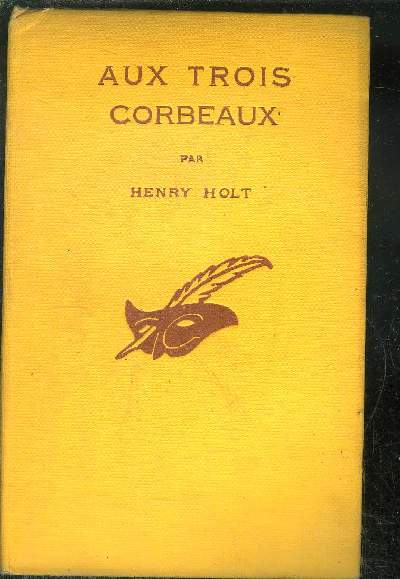 AUX TROIS
CORBEAUX
PAR
HENRY HOLT